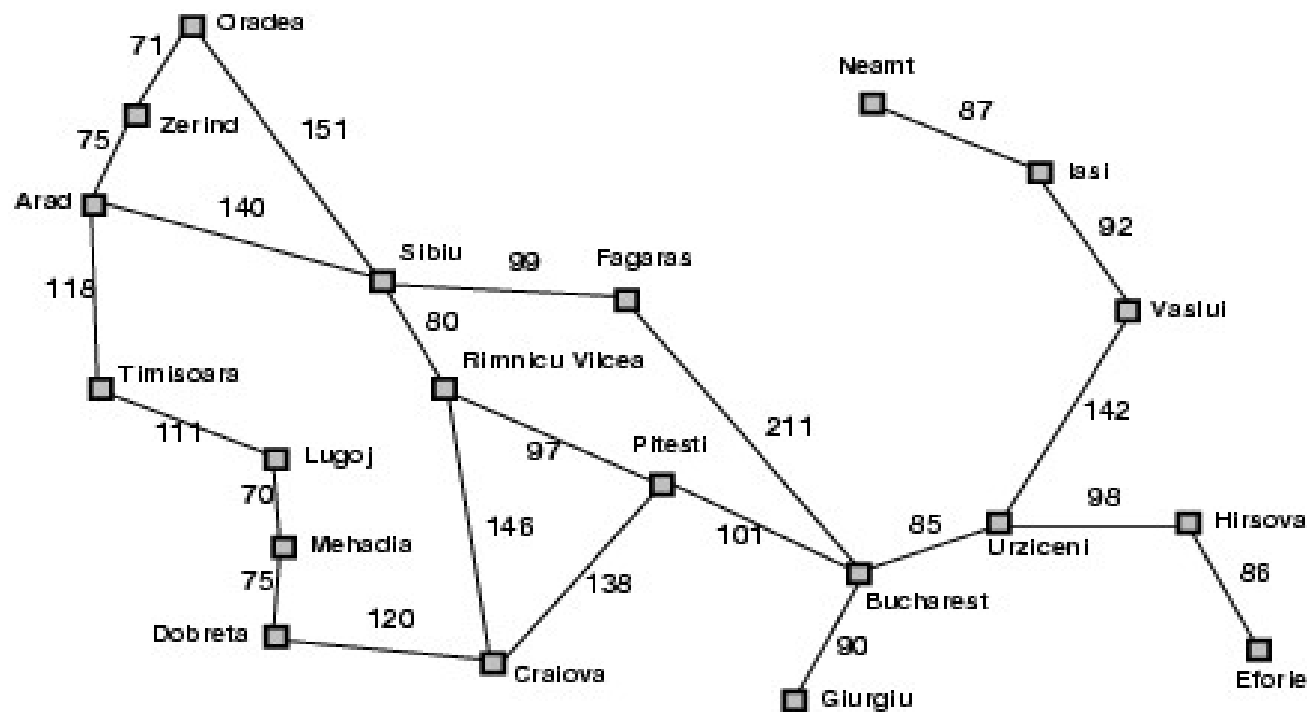 Oradea
71
Neamt
87
Zerind
75
151
Iasi
Arad
140
92
Sibiu
99
Fagaras
118
80
Vaslui
Timisoara
Rimnicu Vilcea
142
111
Lugoj
97
Pitesti
211
70
98
Hirsova
146
101
85
Urziceni
Mehadia
75
138
86
Bucharest
Dobreta
120
90
Craiova
Eforie
Giurgiu